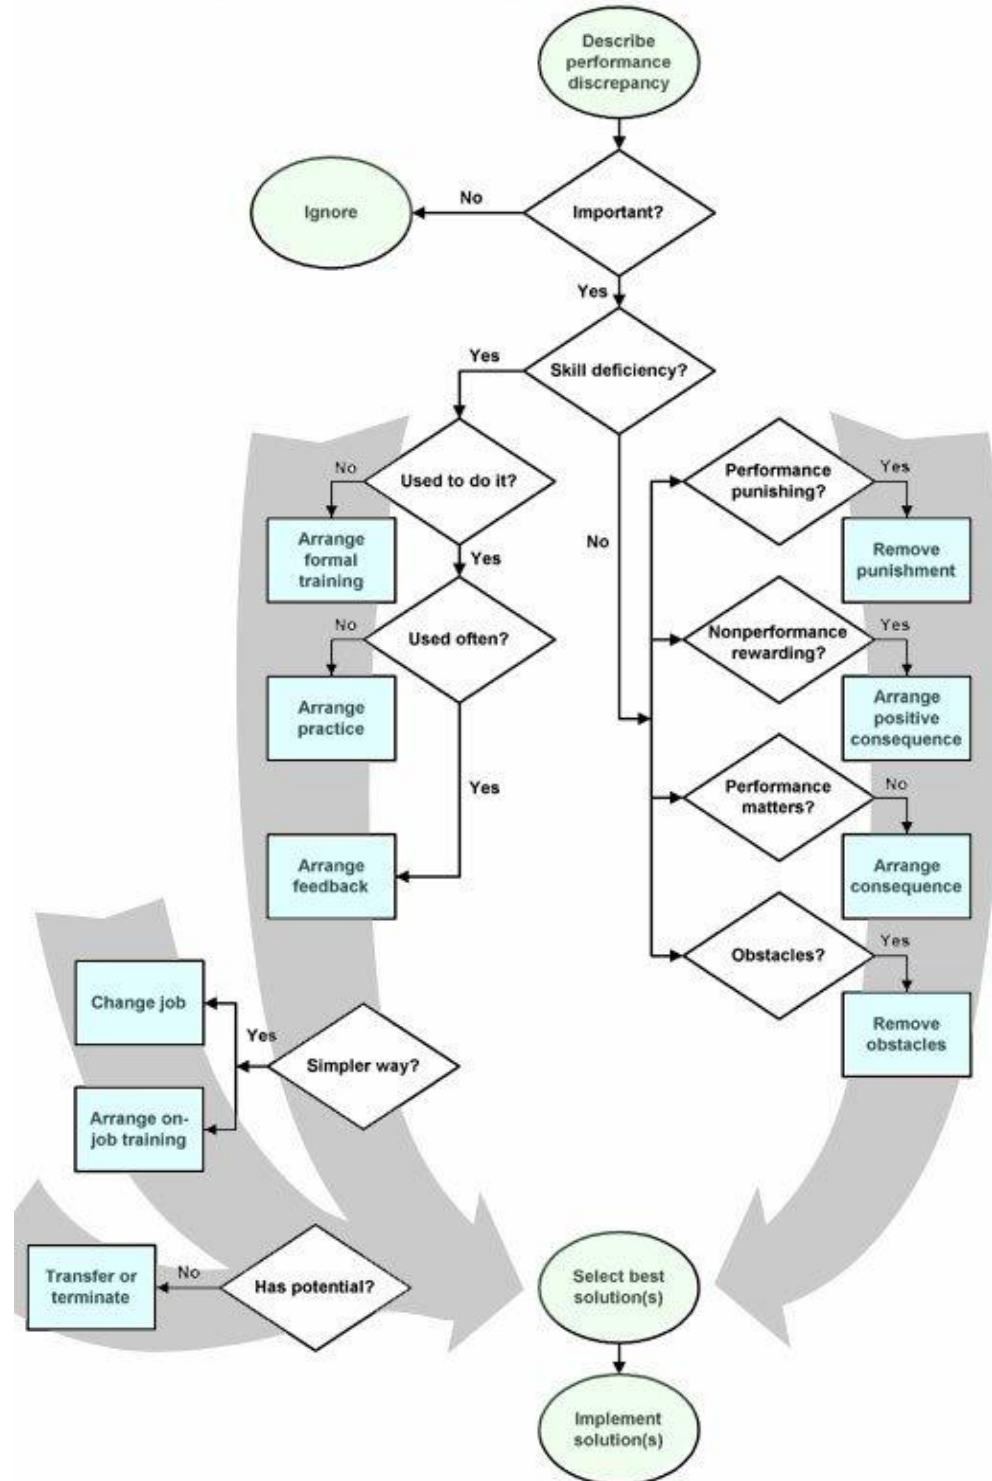 Describe
performance
discrepancy
No
Ignore
Important?
Yes
Yes
Skill deficiency?
No
Used to do it?
Performance
punishing?
Yes
Arrange
formal
training
Yes
No
Remove
punishment
No
Used often?
Nonperformance
rewarding?
Yes
Arrange
practice
Arrange
positive
consequence
Yes
Performance
matters?
No
Arrange
feedback
Arrange
consequence
Obstacles?
Yes
Change job
Yes
Simpler way?
Remove
obstacles
Arrange on-
job training
Transfer or
terminate
No
Has potential?
Select best
solution(s)
Implement
solution(s)